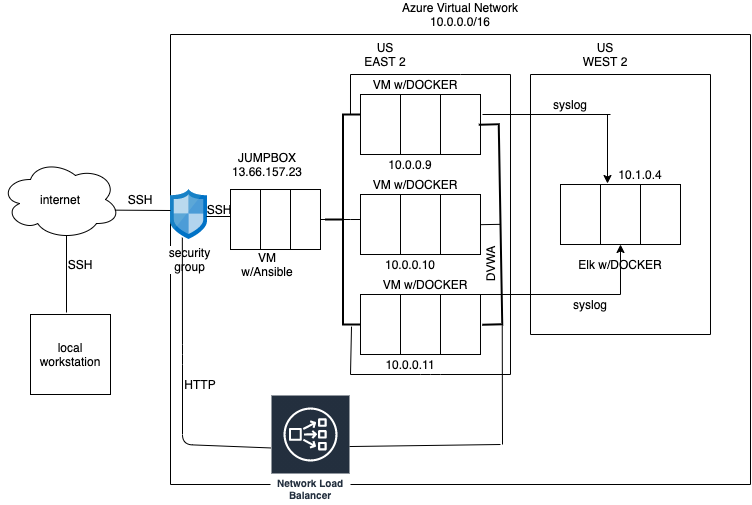 Azure Virtual Network
10.0.0.0/16
US
EAST 2
US
WEST 2
VM w/DOCKER
syslog
JUMPBOX
13.66.157.23
10.0.0.9
10.1.0.4
VM w/DOCKER
internet
SSH
SSH
security
group
VM
w/Ansible
10.0.0.10
DVWA
Elk w/DOCKER
SSH
VM w/DOCKER
syslog
local
workstation
10.0.0.11
HTTP
Network Load
Balancer